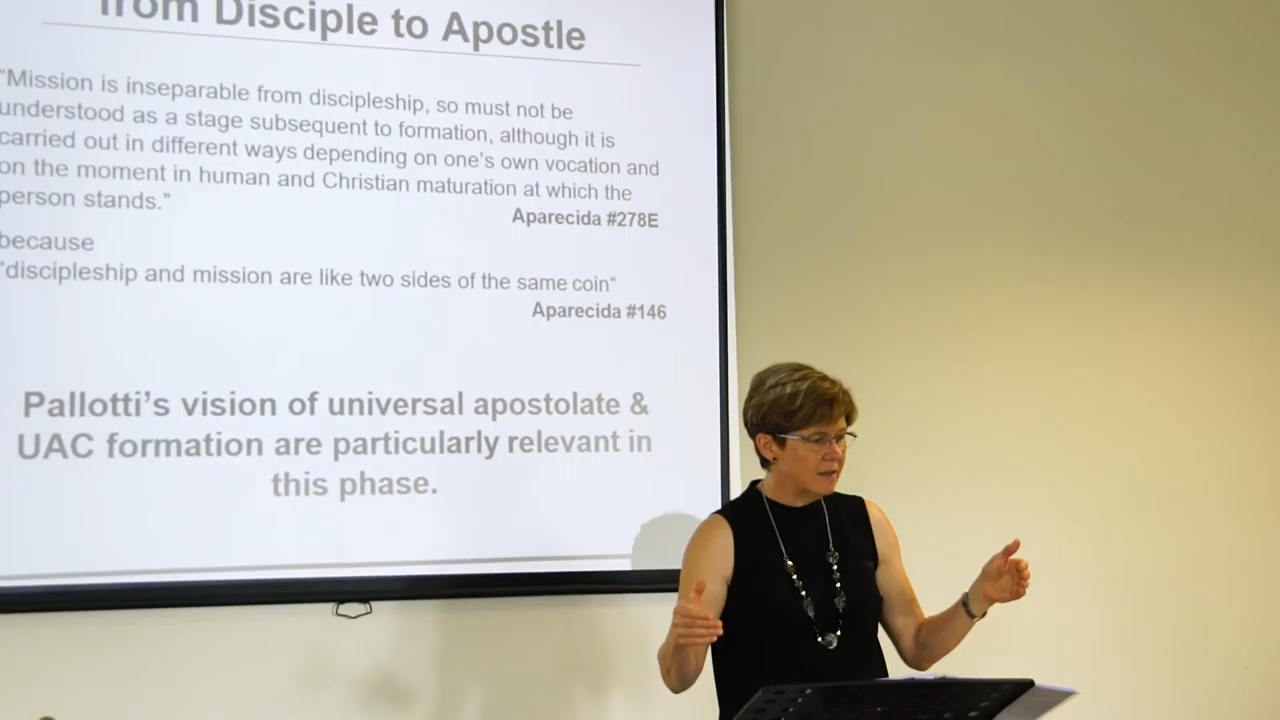 from Disciple to Apostle
"Mission is inseparable from discipleship, so must not be
understood as a stage subsequent to formation, although it is
carried out in different ways depending on one's own vocation and
on the moment in human and Christian maturation at which the
person stands."
Aparecida #278E
because
"discipleship and mission are like two sides of the same coin"
Aparecida #146
Pallotti's vision of universal apostolate &
UAC formation are particularly relevant in
this phase.